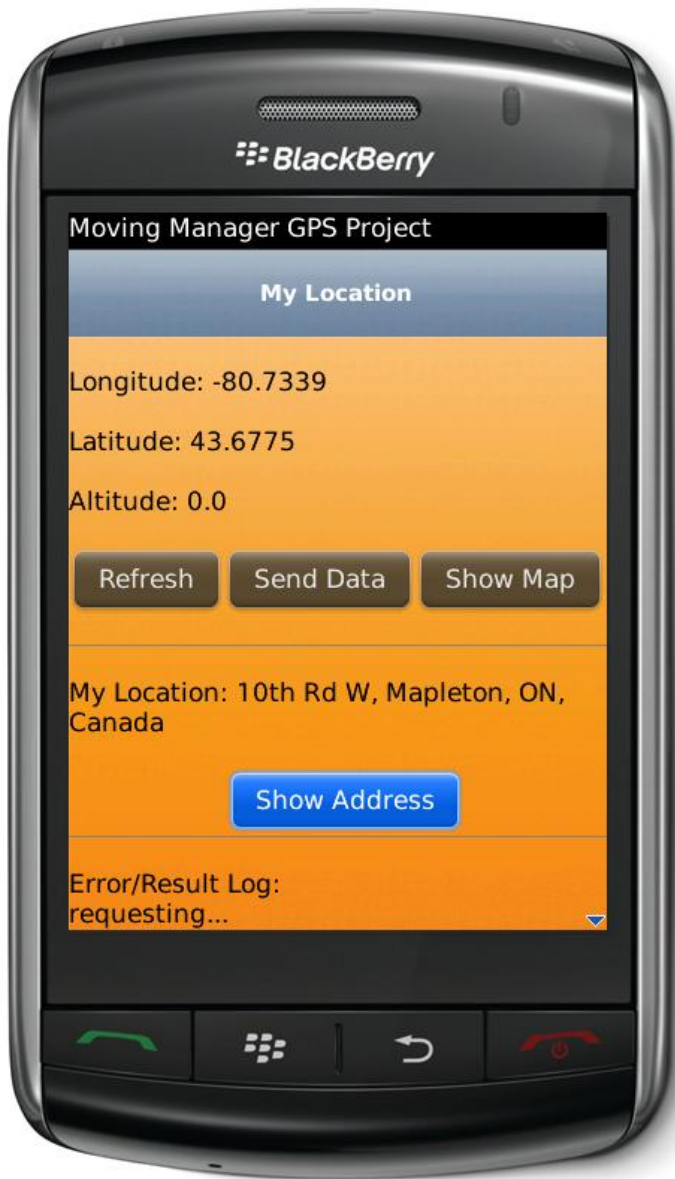 BlackBerry
Moving Manager GPS Project
My Location
Longitude: -80.7339
Latitude: 43.6775
Altitude: 0.0
Refresh Send Data Show Map
My Location: 10th Rd W, Mapleton, ON,
Canada
Show Address
Error/Result Log:
requesting...